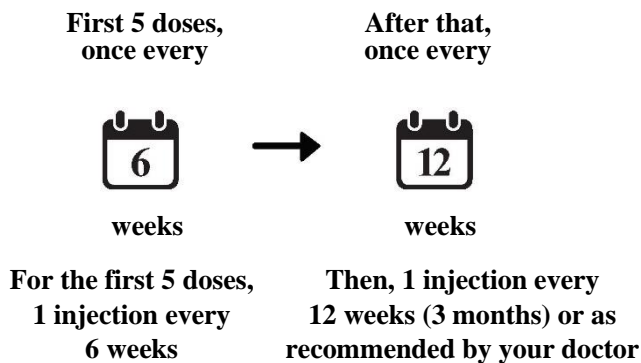 First 5 doses,
once every
6
weeks
For the first 5 doses,
1 injection every
6 weeks
After that,
once every
12
weeks
Then, 1 injection every
12 weeks (3 months) or as
recommended by your doctor